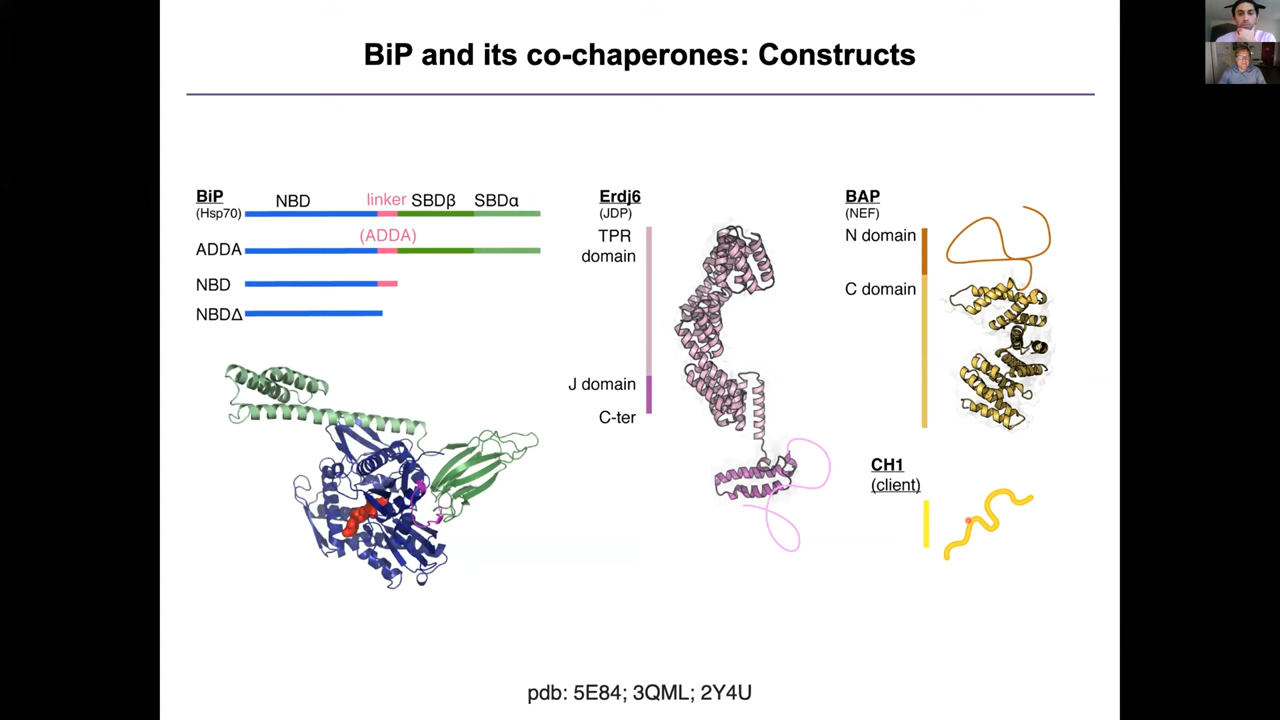 BiP and its co-chaperones: Constructs
BiP
(Hsp70)
NBD
linker
SBDβ
SBDα
ADDA
(ADDA)
NBD
NBDΔ
Erdj6
(JDP)
TPR
domain
J domain
C-ter
BAP
(NEF)
N domain
C domain
CH1
(client)
pdb: 5E84; 3QML; 2Y4U